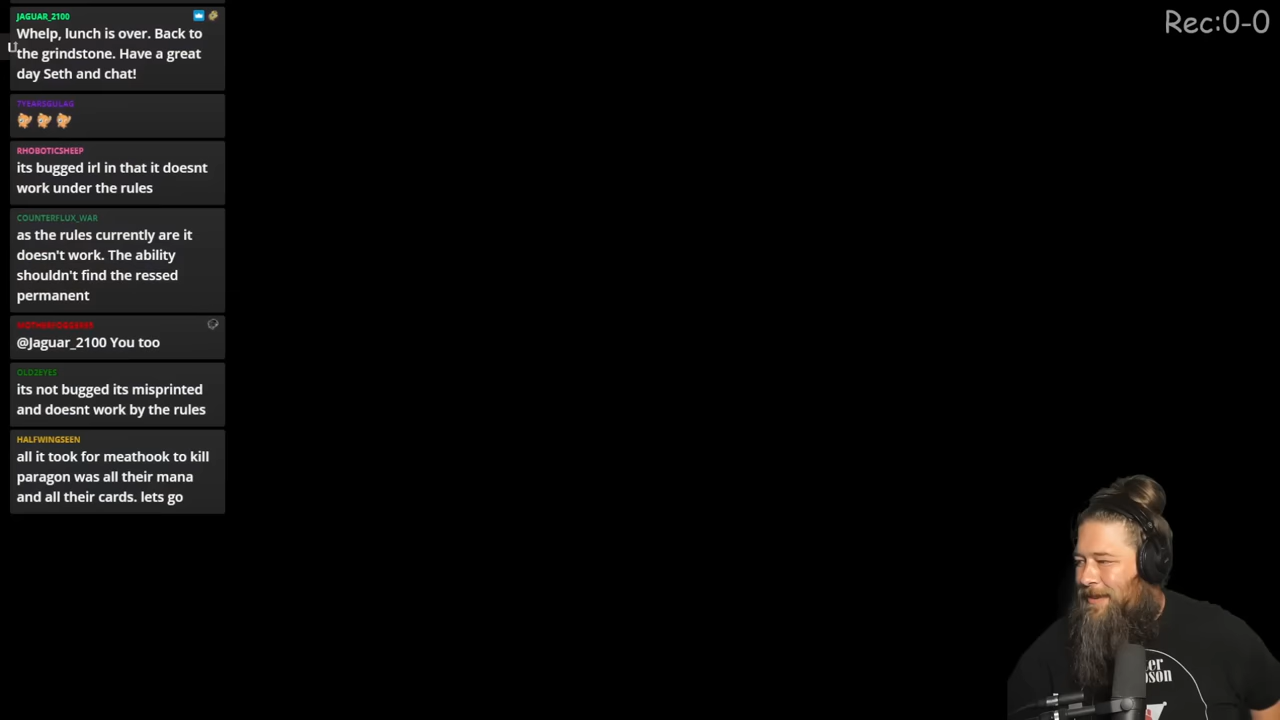 JAGUAR_2100
Whelp, lunch is over. Back to
the grindstone. Have a great
day Seth and chat!
7YEARSGULAG
RHOBOTICSHEEP
its bugged irl in that it doesnt
work under the rules
COUNTERFLUX_WAR
as the rules currently are it
doesn't work. The ability
shouldn't find the ressed
permanent
@Jaguar_2100 You too
OLD2EYES
its not bugged its misprinted
and doesnt work by the rules
HALFWINGSEEN
all it took for meathook to kill
paragon was all their mana
and all their cards. lets go
Rec:0-0